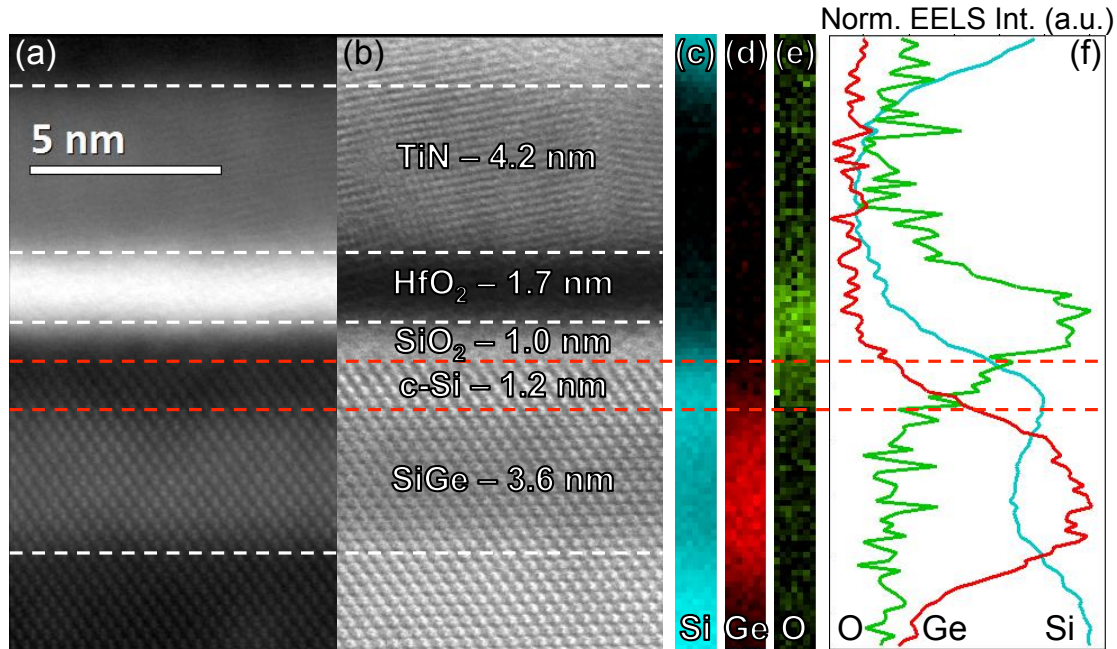 Norm. EELS Int. (a.u.)
(a)
(b)
(c)
(d)
(e)
(f)
5 nm
TiN – 4.2 nm
HfO₂ – 1.7 nm
SiO₂ – 1.0 nm
c-Si – 1.2 nm
SiGe – 3.6 nm
Si
Ge
O
O
Ge
Si